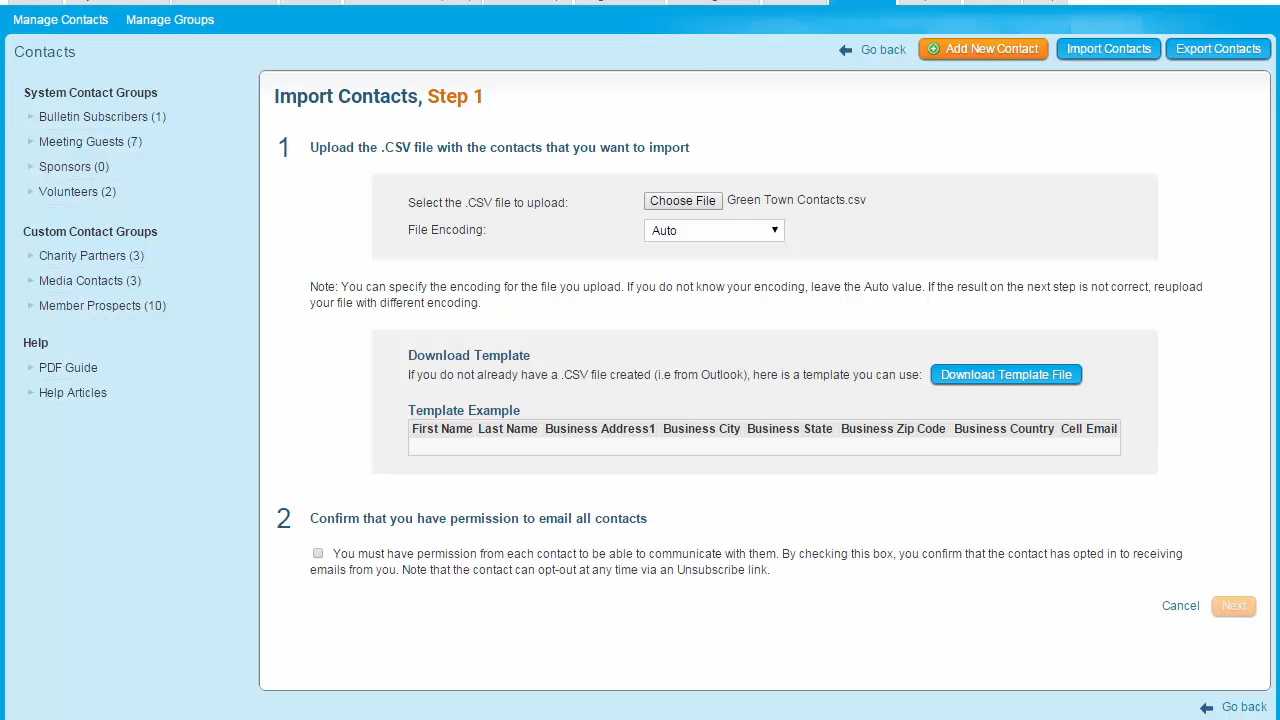 Manage Contacts Manage Groups
Contacts
Go back Add New Contact Import Contacts Export Contacts
System Contact Groups
Bulletin Subscribers (1)
Meeting Guests (7)
Sponsors (0)
Volunteers (2)
Custom Contact Groups
Charity Partners (3)
Media Contacts (3)
Member Prospects (10)
Help
PDF Guide
Help Articles
Import Contacts, Step 1
1 Upload the .CSV file with the contacts that you want to import
Select the .CSV file to upload: Choose File Green Town Contacts.csv
File Encoding: Auto
Note: You can specify the encoding for the file you upload. If you do not know your encoding, leave the Auto value. If the result on the next step is not correct, reupload
your file with different encoding.
Download Template
If you do not already have a .CSV file created (i.e from Outlook), here is a template you can use: Download Template File
Template Example
First Name Last Name Business Address1 Business City Business State Business Zip Code Business Country Cell Email
2 Confirm that you have permission to email all contacts
You must have permission from each contact to be able to communicate with them. By checking this box, you confirm that the contact has opted in to receiving
emails from you. Note that the contact can opt-out at any time via an Unsubscribe link.
Cancel Next
Go back